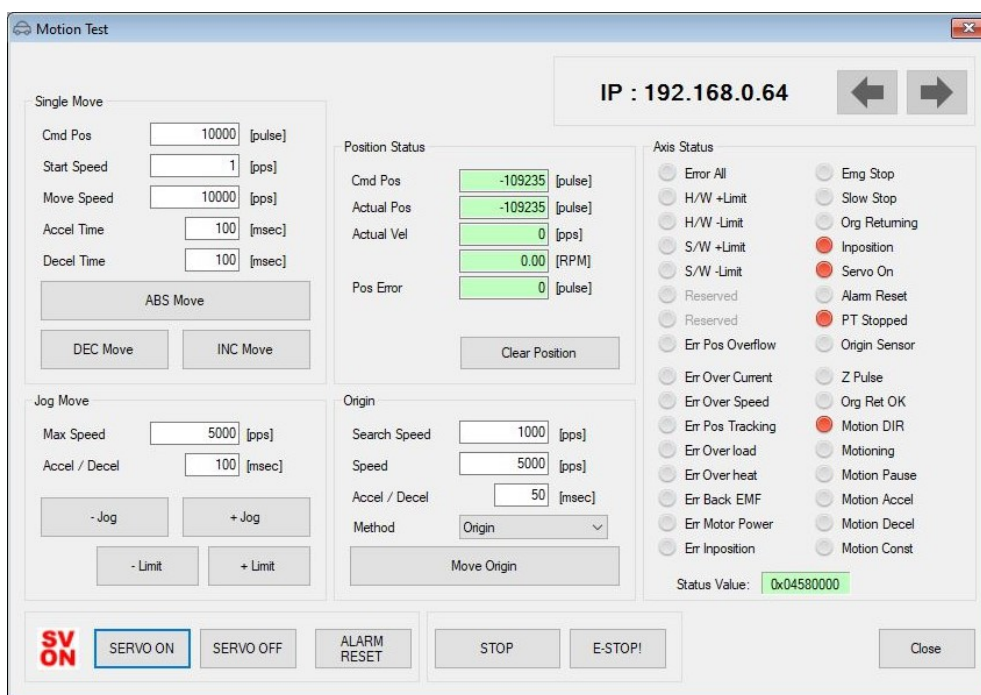 Motion Test
IP : 192.168.0.64
Single Move
Cmd Pos 10000 [pulse]
Start Speed 1 [pps]
Move Speed 10000 [pps]
Accel Time 100 [msec]
Decel Time 100 [msec]
ABS Move
DEC Move INC Move
Position Status
Cmd Pos -109235 [pulse]
Actual Pos -109235 [pulse]
Actual Vel 0 [pps]
0.00 [RPM]
Pos Error 0 [pulse]
Clear Position
Jog Move
Max Speed 5000 [pps]
Accel / Decel 100 [msec]
- Jog + Jog
- Limit + Limit
Origin
Search Speed 1000 [pps]
Speed 5000 [pps]
Accel / Decel 50 [msec]
Method Origin
Move Origin
Axis Status
Error All Emg Stop
H/W +Limit Slow Stop
H/W -Limit Org Returning
S/W +Limit Inposition
S/W -Limit Servo On
Reserved Alarm Reset
Reserved PT Stopped
Err Pos Overflow Origin Sensor
Err Over Current Z Pulse
Err Over Speed Org Ret OK
Err Pos Tracking Motion DIR
Err Over load Motioning
Err Over heat Motion Pause
Err Back EMF Motion Accel
Err Motor Power Motion Decel
Err Inposition Motion Const
Status Value: 0x04580000
SV
ON
SERVO ON SERVO OFF
ALARM
RESET
STOP E-STOP! Close